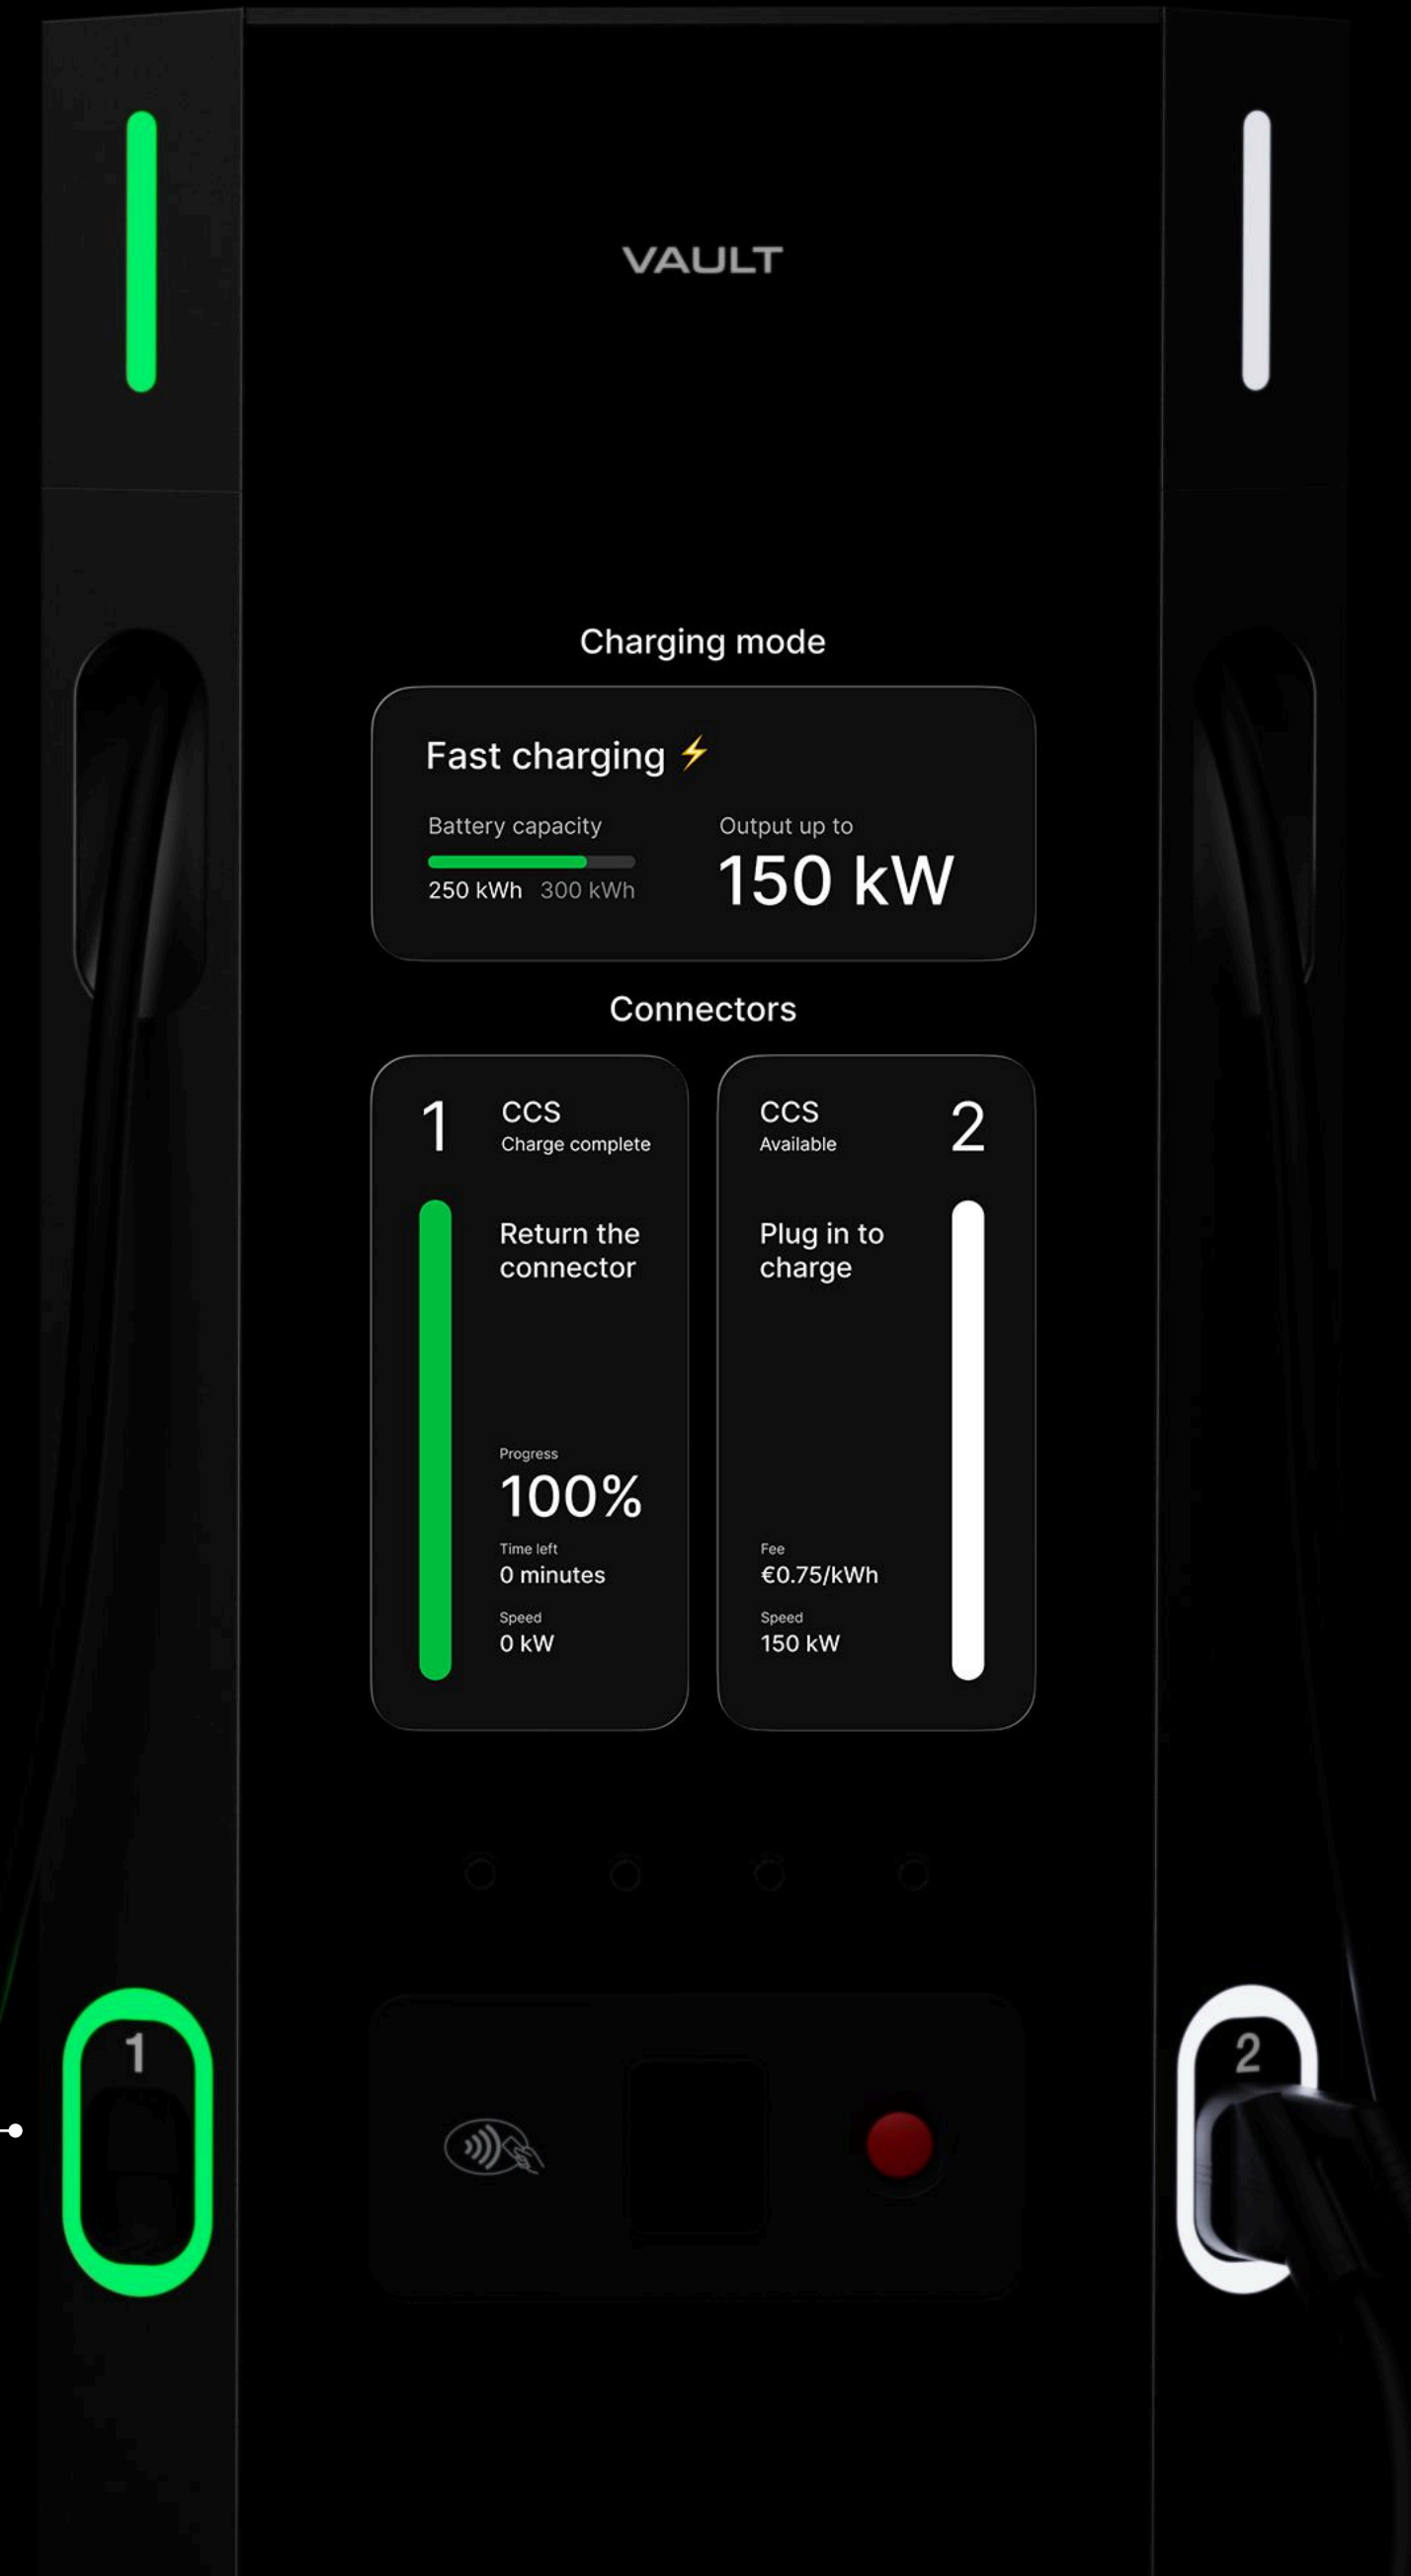 VAULT
Charging mode
Fast charging ⚡
Battery capacity
250 kWh 300 kWh
Output up to
150 kW
Connectors
1
CCS
Charge complete
Return the
connector
Progress
100%
Time left
0 minutes
Speed
0 kW
CCS
Available
2
Plug in to
charge
Fee
€0.75/kWh
Speed
150 kW
1
2